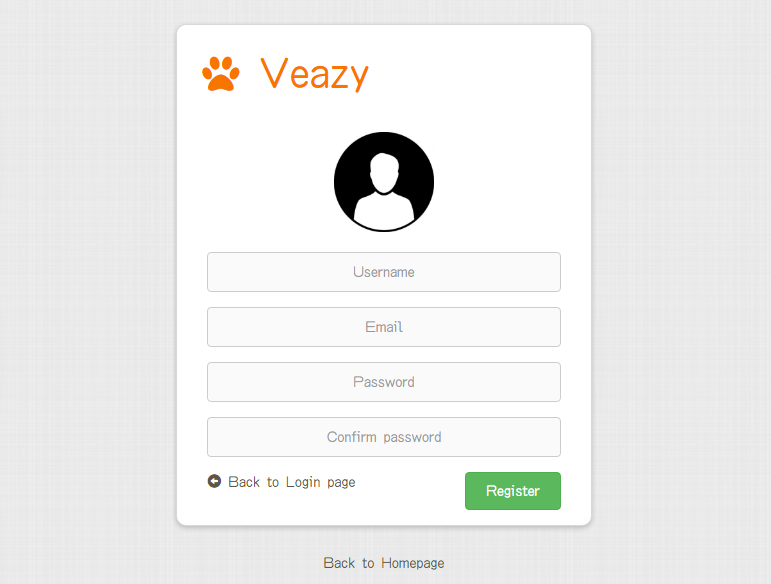 Veazy
Username
Email
Password
Confirm password
Back to Login page
Register
Back to Homepage